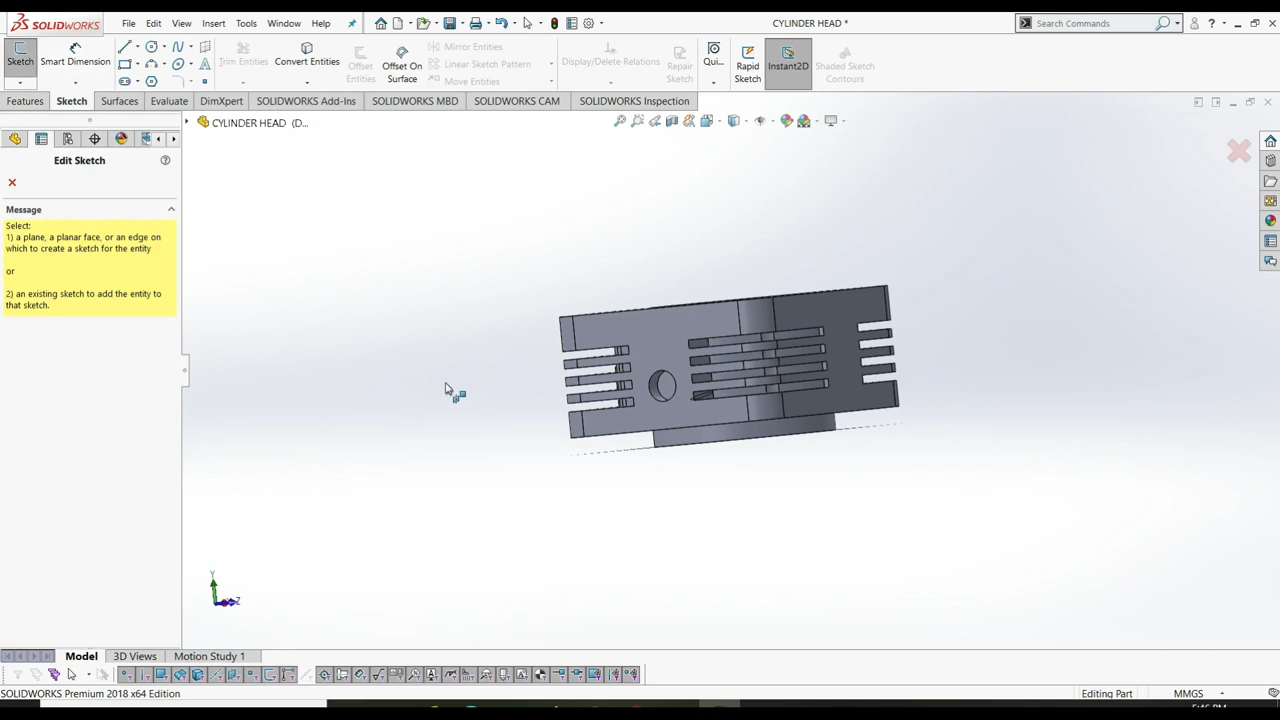 SOLIDWORKS
File Edit View Insert Tools Window Help
CYLINDER HEAD *
Search Commands
Sketch
Smart Dimension
Trim Entities
Convert Entities
Offset Entities
Offset On Surface
Mirror Entities
Linear Sketch Pattern
Move Entities
Display/Delete Relations
Repair Sketch
Qui...
Rapid Sketch
Instant2D
Shaded Sketch Contours
Features Sketch Surfaces Evaluate DimXpert SOLIDWORKS Add-Ins SOLIDWORKS MBD SOLIDWORKS CAM SOLIDWORKS Inspection
CYLINDER HEAD (D...
Edit Sketch
Message
Select:
1) a plane, a planar face, or an edge on
which to create a sketch for the entity
or
2) an existing sketch to add the entity to
that sketch.
Y
Z
Model 3D Views Motion Study 1
SOLIDWORKS Premium 2018 x64 Edition
Editing Part
MMGS